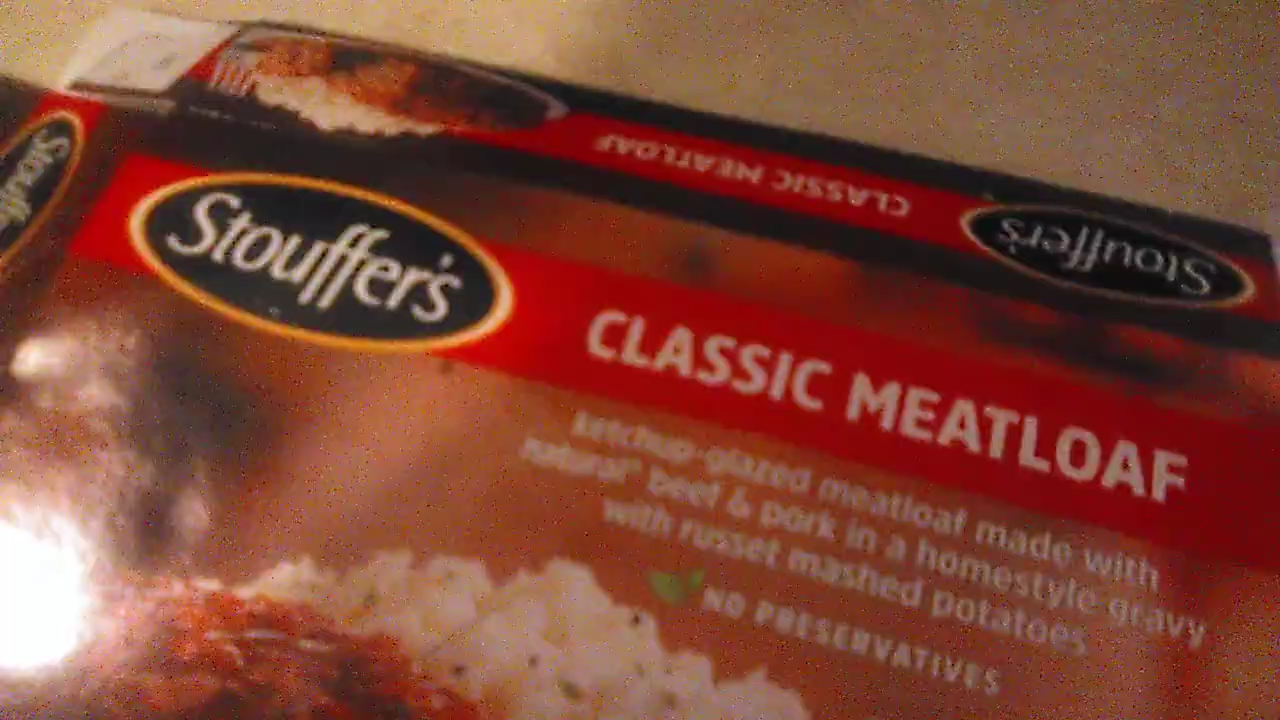 CLASSIC MEATLOAF
Stouffer's
Stouffe
Stouffer's
CLASSIC MEATLOAF
ketchup-glazed meatloaf made with
natural* beef & pork in a homestyle gravy
with russet mashed potatoes
NO PRESERVATIVES